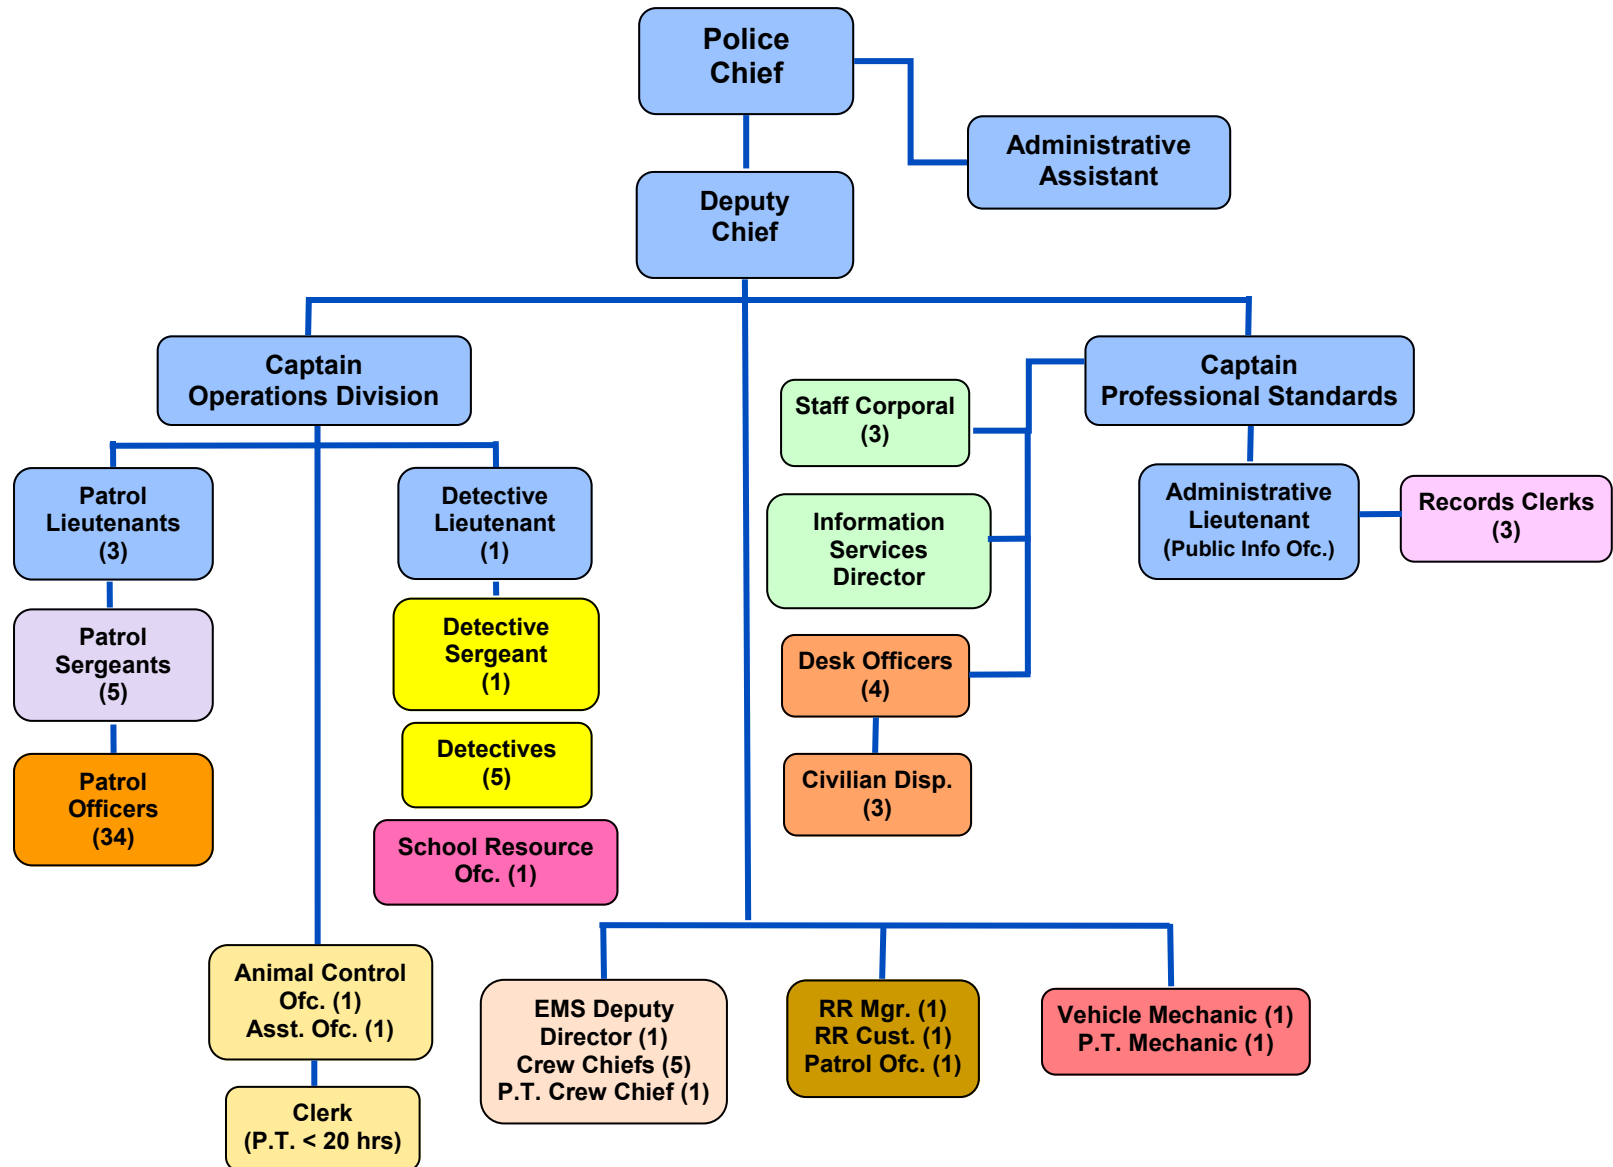 Police
Chief
Administrative
Assistant
Deputy
Chief
Captain
Operations Division
Captain
Professional Standards
Staff Corporal
(3)
Patrol
Lieutenants
(3)
Detective
Lieutenant
(1)
Information
Services
Director
Administrative
Lieutenant
(Public Info Ofc.)
Records Clerks
(3)
Patrol
Sergeants
(5)
Detective
Sergeant
(1)
Desk Officers
(4)
Patrol
Officers
(34)
Detectives
(5)
Civilian Disp.
(3)
School Resource
Ofc. (1)
Animal Control
Ofc. (1)
Asst. Ofc. (1)
EMS Deputy
Director (1)
Crew Chiefs (5)
P.T. Crew Chief (1)
RR Mgr. (1)
RR Cust. (1)
Patrol Ofc. (1)
Vehicle Mechanic (1)
P.T. Mechanic (1)
Clerk
(P.T. < 20 hrs)